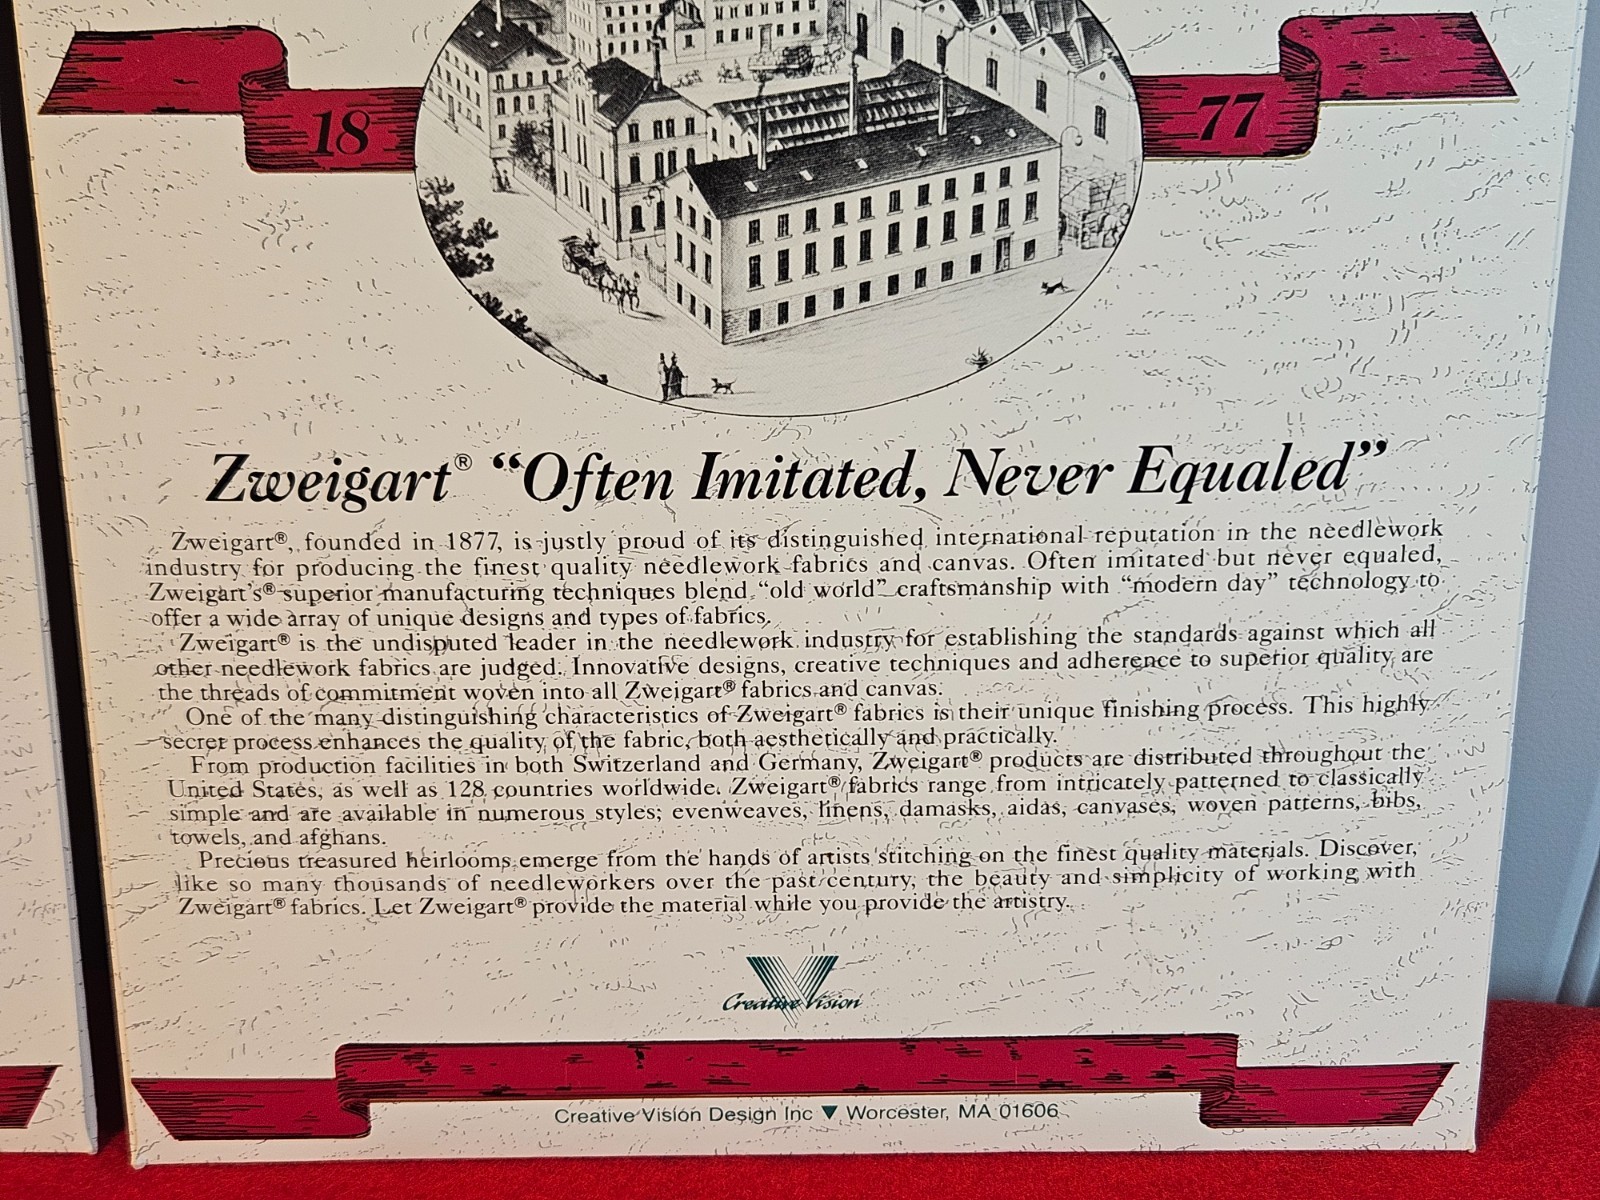 18
77
Zweigart® “Often Imitated, Never Equaled”
Zweigart®, founded in 1877, is justly proud of its distinguished international reputation in the needlework
industry for producing the finest quality needlework fabrics and canvas. Often imitated but never equaled,
Zweigart's® superior manufacturing techniques blend “old world” craftsmanship with “modern day” technology to
offer a wide array of unique designs and types of fabrics.
Zweigart® is the undisputed leader in the needlework industry for establishing the standards against which all
other needlework fabrics are judged. Innovative designs, creative techniques and adherence to superior quality are
the threads of commitment woven into all Zweigart® fabrics and canvas.
One of the many distinguishing characteristics of Zweigart® fabrics is their unique finishing process. This highly
secret process enhances the quality of the fabric, both aesthetically and practically.
From production facilities in both Switzerland and Germany, Zweigart® products are distributed throughout the
United States, as well as 128 countries worldwide. Zweigart® fabrics range from intricately patterned to classically
simple and are available in numerous styles; evenweaves, linens, damasks, aidas, canvases, woven patterns, bibs,
towels, and afghans.
Precious treasured heirlooms emerge from the hands of artists stitching on the finest quality materials. Discover,
like so many thousands of needleworkers over the past century, the beauty and simplicity of working with
Zweigart® fabrics. Let Zweigart® provide the material while you provide the artistry.
Creative Vision
Creative Vision Design Inc ▼ Worcester, MA 01606